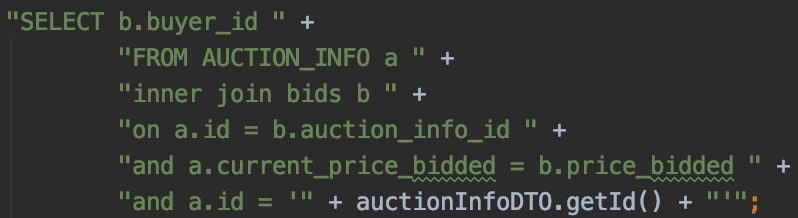 "SELECT b.buyer_id " +
"FROM AUCTION_INFO a " +
"inner join bids b " +
"on a.id = b.auction_info_id " +
"and a.current_price_bidded = b.price_bidded " +
"and a.id = '" + auctionInfoDTO.getId() + "'";